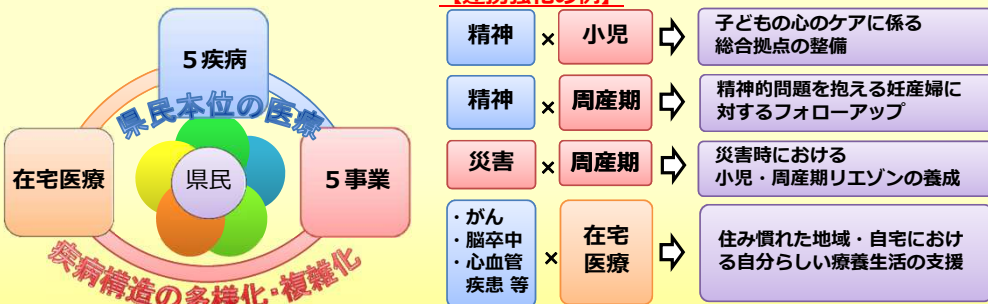 【連携強化の例】
5疾病
県民本位の医療
在宅医療
県民
5事業
疾病構造の多様化・複雑化
精神 × 小児
子どもの心のケアに係る
総合拠点の整備
精神 × 周産期
精神的問題を抱える妊産婦に
対するフォローアップ
災害 × 周産期
災害時における
小児・周産期リエゾンの養成
・がん
・脳卒中
・心血管
疾患 等
×
在宅
医療
住み慣れた地域・自宅におけ
る自分らしい療養生活の支援